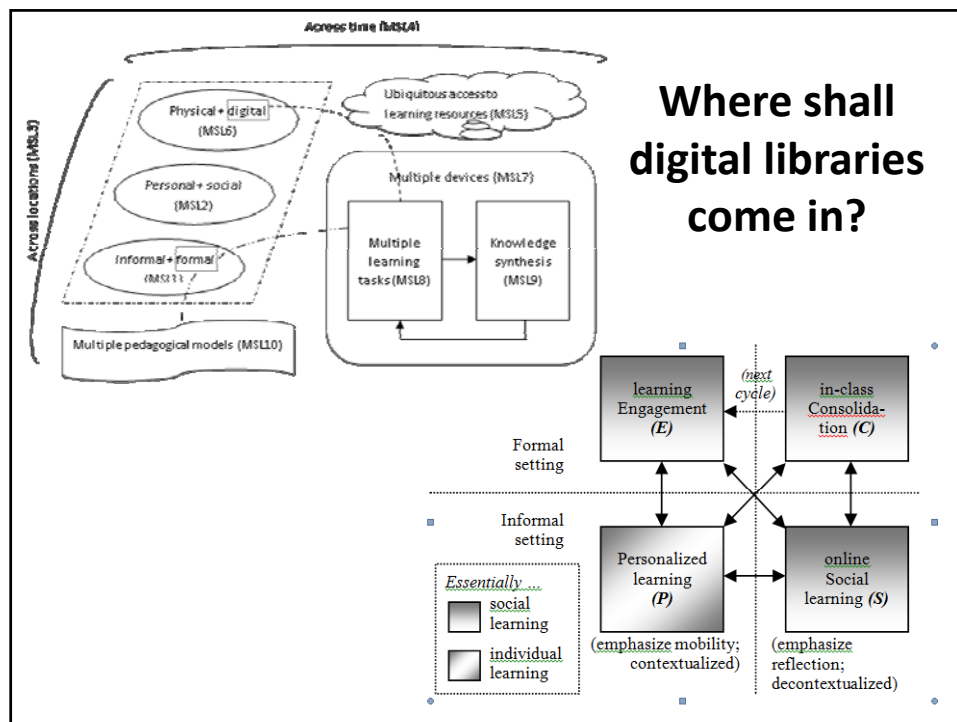 Across time (MSL4)
Across locations (MSL3)
Physical + digital
(MSL6)
Personal + social
(MSL2)
Informal + formal
(MSL1)
Multiple pedagogical models (MSL10)
Ubiquitous accessto
learning resources (MSL5)
Multiple devices (MSL7)
Multiple
learning
tasks (MSL8)
Knowledge
synthesis
(MSL9)
Where shall
digital libraries
come in?
learning
Engagement
(E)
(next
cycle)
in-class
Consolida-
tion (C)
Formal
setting
Informal
setting
Personalized
learning
(P)
online
Social
learning (S)
(emphasize mobility;
contextualized)
(emphasize
reflection;
decontextualized)
Essentially ...
social
learning
individual
learning